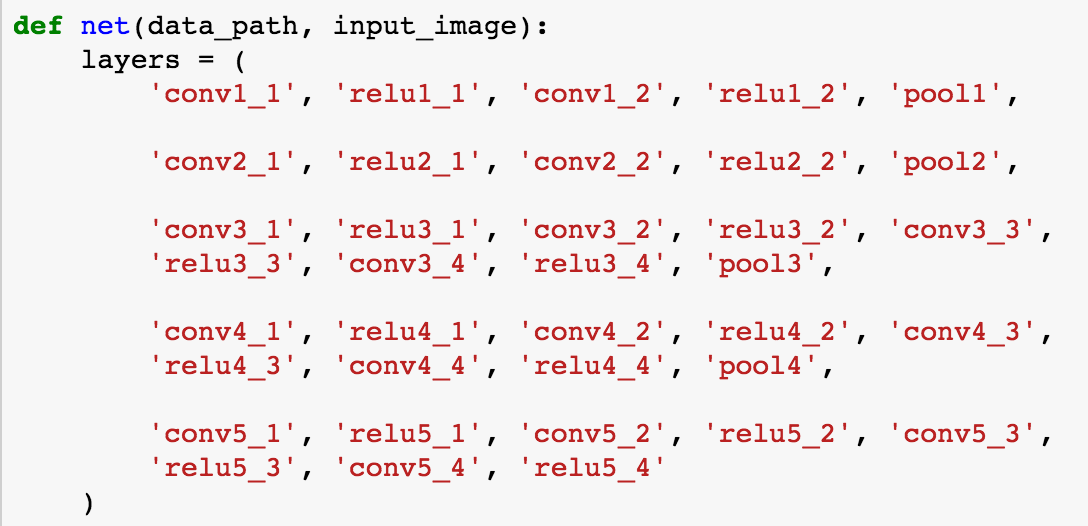 def net(data_path, input_image):
    layers = (
        'conv1_1', 'relu1_1', 'conv1_2', 'relu1_2', 'pool1',

        'conv2_1', 'relu2_1', 'conv2_2', 'relu2_2', 'pool2',

        'conv3_1', 'relu3_1', 'conv3_2', 'relu3_2', 'conv3_3',
        'relu3_3', 'conv3_4', 'relu3_4', 'pool3',

        'conv4_1', 'relu4_1', 'conv4_2', 'relu4_2', 'conv4_3',
        'relu4_3', 'conv4_4', 'relu4_4', 'pool4',

        'conv5_1', 'relu5_1', 'conv5_2', 'relu5_2', 'conv5_3',
        'relu5_3', 'conv5_4', 'relu5_4'
    )